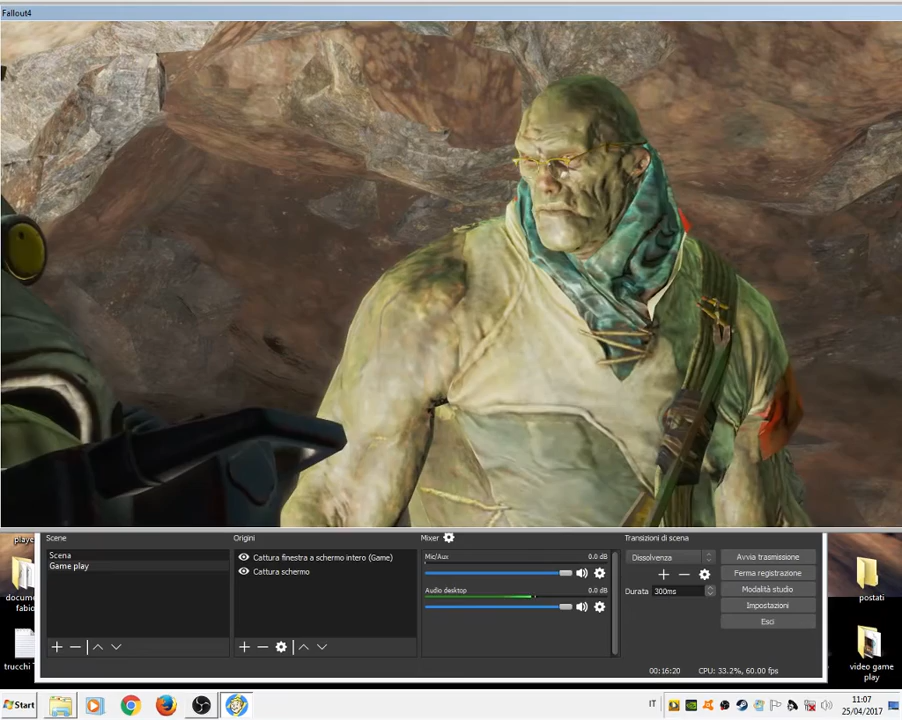 Fallout4
Scene
Scena
Game play
Origini
Cattura finestra a schermo intero (Game)
Cattura schermo
Mixer
Mic/Aux 0.0 dB
Audio desktop 0.0 dB
Transizioni di scena
Dissolvenza
Durata 300ms
Avvia trasmissione
Ferma registrazione
Modalità studio
Impostazioni
Esci
00:16:20 CPU: 33.2%, 60.00 fps
fabio
trucchi
postati
video game
play
Start
IT
11:07
25/04/2017